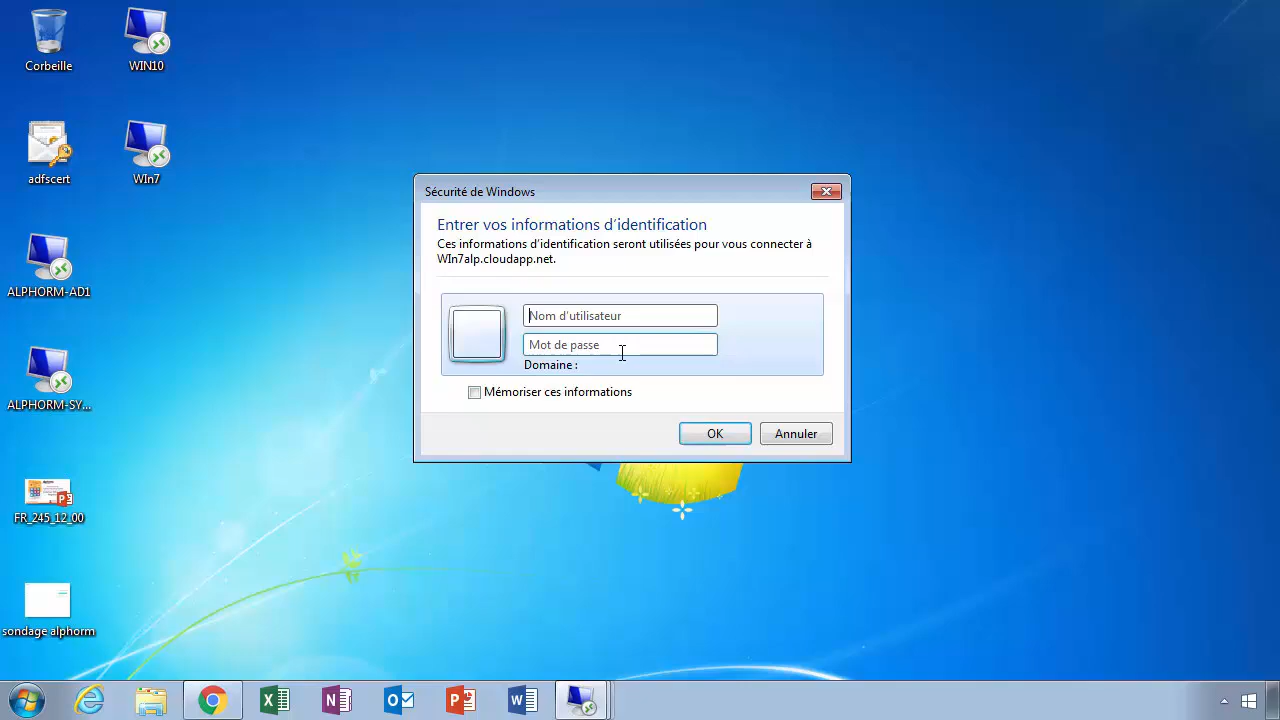 Corbeille
WIN10
adfscert
WIn7
ALPHORM-AD1
ALPHORM-SY...
FR_245_12_00
sondage alphorm
Sécurité de Windows
Entrer vos informations d'identification
Ces informations d'identification seront utilisées pour vous connecter à
WIn7alp.cloudapp.net.
Nom d'utilisateur
Mot de passe
Domaine :
Mémoriser ces informations
OK
Annuler